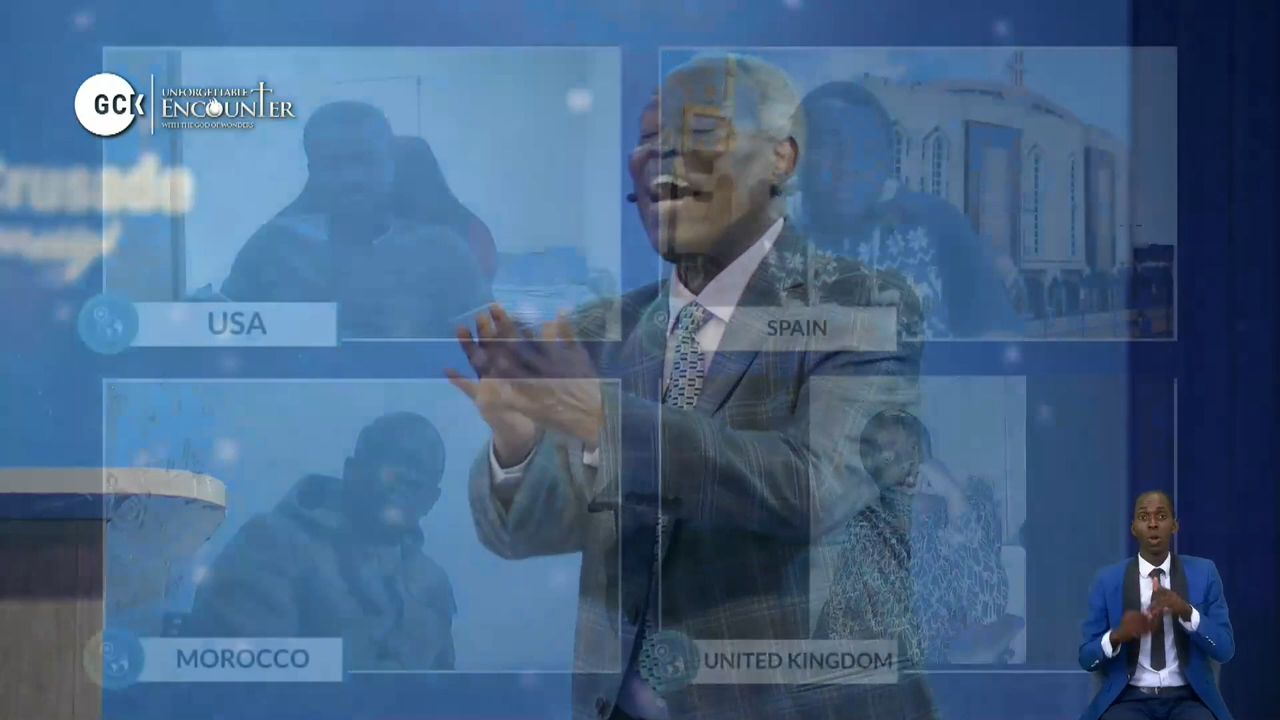 GCK
UNFORGETTABLE
ENCOUNTER
WITH THE GOD OF WONDERS
Crusade
USA
SPAIN
MOROCCO
UNITED KINGDOM